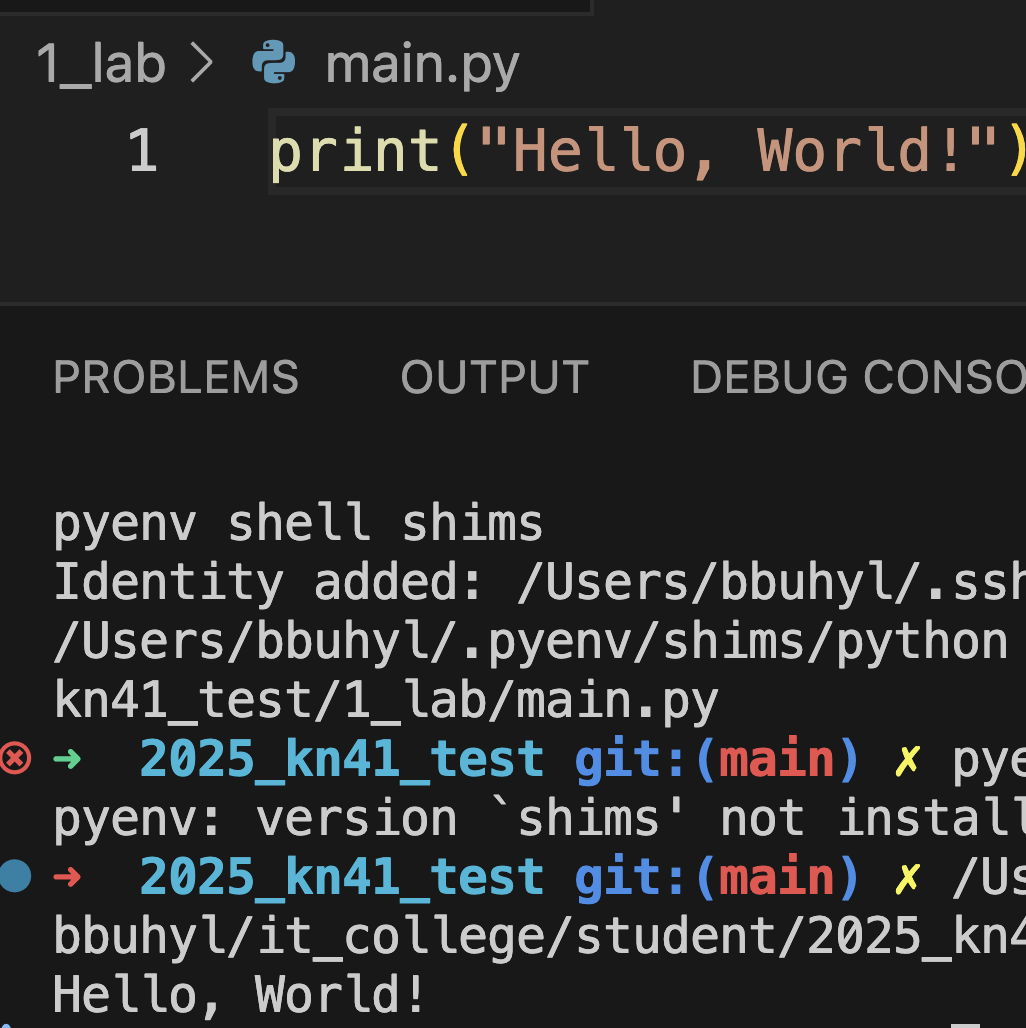 1_lab > main.py
1 print("Hello, World!")
PROBLEMS OUTPUT DEBUG CONSO
pyenv shell shims
Identity added: /Users/bbuhyl/.ssh
/Users/bbuhyl/.pyenv/shims/python
kn41_test/1_lab/main.py
➜ 2025_kn41_test git:(main) ✗ pye
pyenv: version `shims' not install
➜ 2025_kn41_test git:(main) ✗ /Us
bbuhyl/it_college/student/2025_kn4
Hello, World!